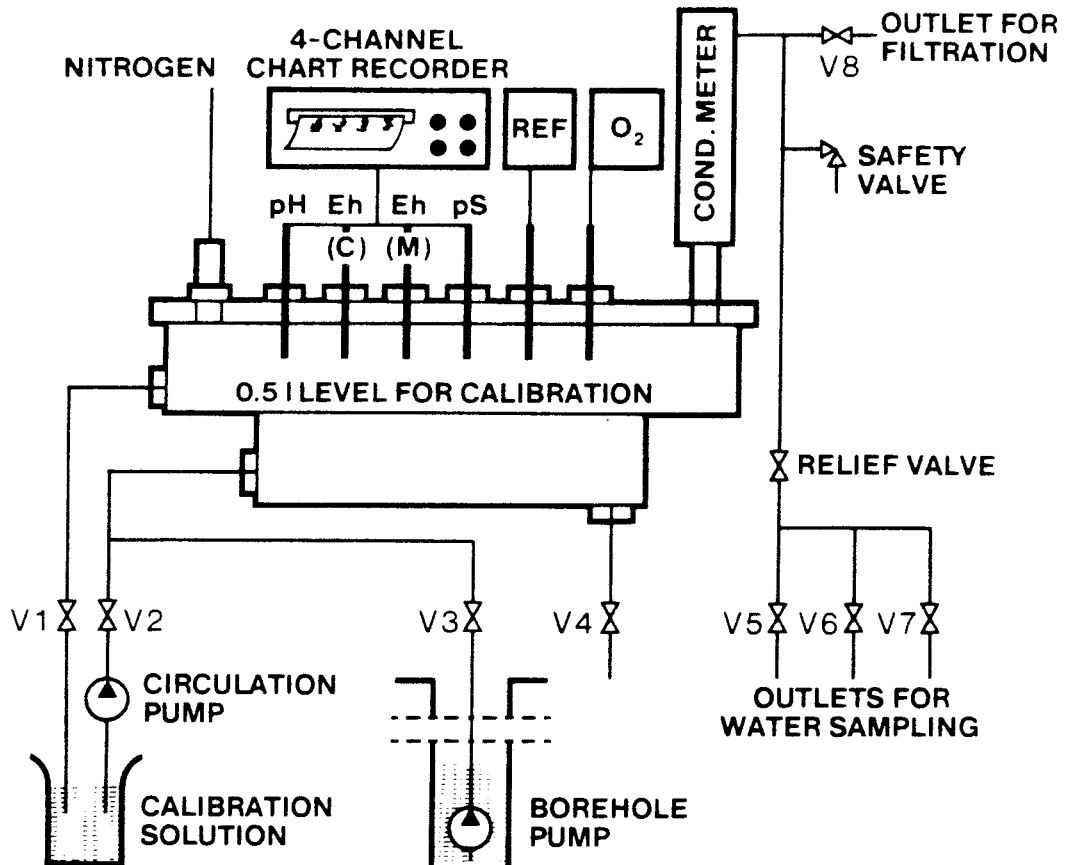 4-CHANNEL
CHART RECORDER
NITROGEN
REF
O₂
COND. METER
OUTLET FOR
FILTRATION
V8
SAFETY
VALVE
pH Eh Eh pS
(C) (M)
0.5 l LEVEL FOR CALIBRATION
RELIEF VALVE
V1 V2 V3 V4 V5 V6 V7
CIRCULATION
PUMP
OUTLETS FOR
WATER SAMPLING
CALIBRATION
SOLUTION
BOREHOLE
PUMP